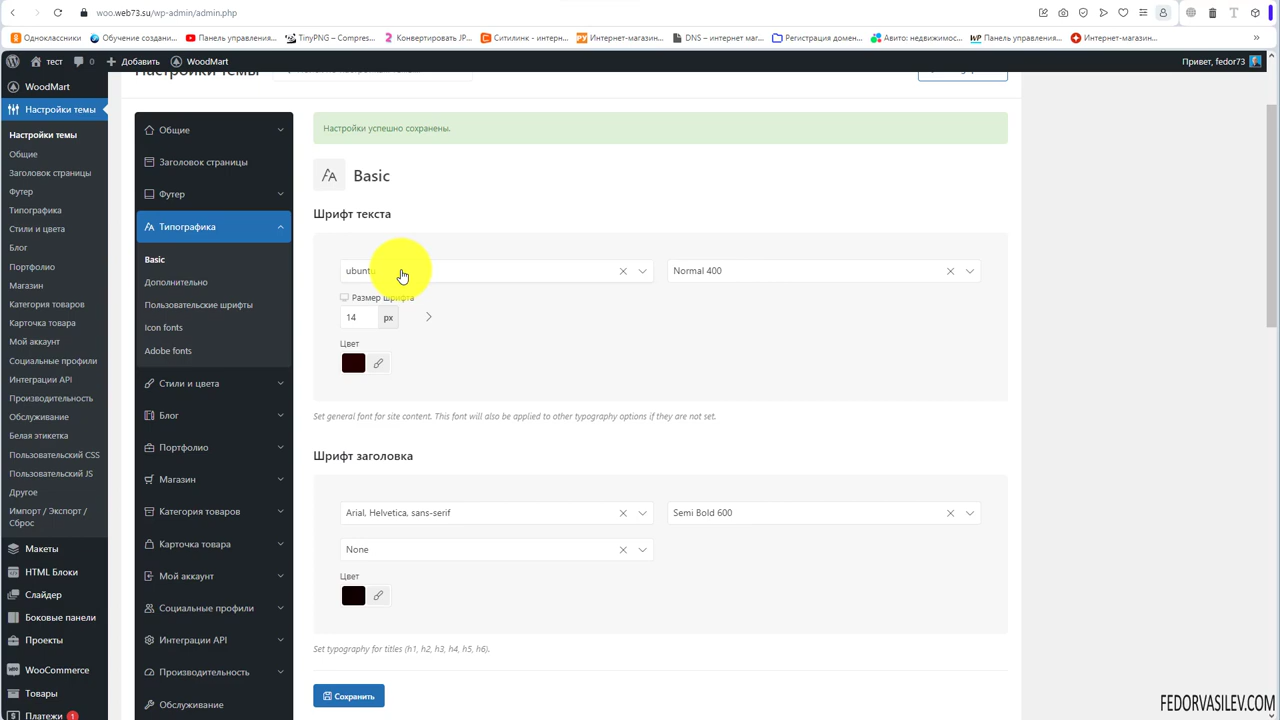 woo.web73.su/wp-admin/admin.php
Одноклассники
Обучение создани...
Панель управления...
TinyPNG – Compres...
Конвертировать JP...
Ситилинк - интерн...
Интернет-магазин...
DNS – интернет маг...
Регистрация домен...
Авито: недвижимос...
Панель управления...
Интернет-магазин...
тест
0
Добавить
WoodMart
Привет, fedor73
WoodMart
Настройки темы
Настройки темы
Общие
Заголовок страницы
Футер
Типографика
Стили и цвета
Блог
Портфолио
Магазин
Категория товаров
Карточка товара
Мой аккаунт
Социальные профили
Интеграции API
Производительность
Обслуживание
Белая этикетка
Пользовательский CSS
Пользовательский JS
Другое
Импорт / Экспорт /
Сброс
Макеты
HTML Блоки
Слайдер
Боковые панели
Проекты
WooCommerce
Товары
Платежи 1
Настройки темы
Общие
Заголовок страницы
Футер
Типографика
Basic
Дополнительно
Пользовательские шрифты
Icon fonts
Adobe fonts
Стили и цвета
Блог
Портфолио
Магазин
Категория товаров
Карточка товара
Мой аккаунт
Социальные профили
Интеграции API
Производительность
Обслуживание
Настройки успешно сохранены.
Basic
Шрифт текста
ubuntu
Normal 400
Размер шрифта
14 px
Цвет
Set general font for site content. This font will also be applied to other typography options if they are not set.
Шрифт заголовка
Arial, Helvetica, sans-serif
Semi Bold 600
None
Цвет
Set typography for titles (h1, h2, h3, h4, h5, h6).
Сохранить
FEDORVASILEV.COM